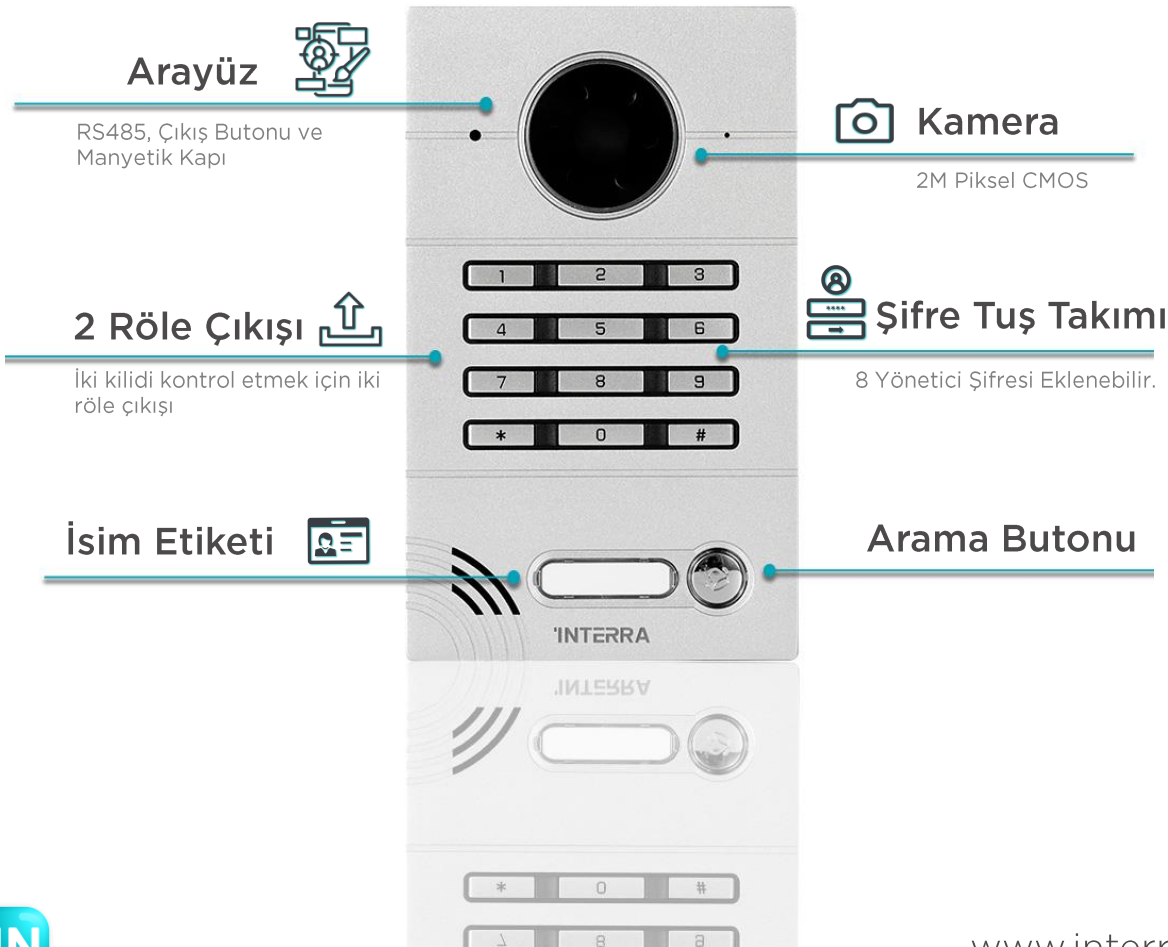 Arayüz
RS485, Çıkış Butonu ve
Manyetik Kapı
Kamera
2M Piksel CMOS
2 Röle Çıkışı
İki kilidi kontrol etmek için iki
röle çıkışı
Şifre Tuş Takımı
8 Yönetici Şifresi Eklenebilir.
İsim Etiketi
Arama Butonu
1 2 3
4 5 6
7 8 9
* 0 #
INTERRA
IN